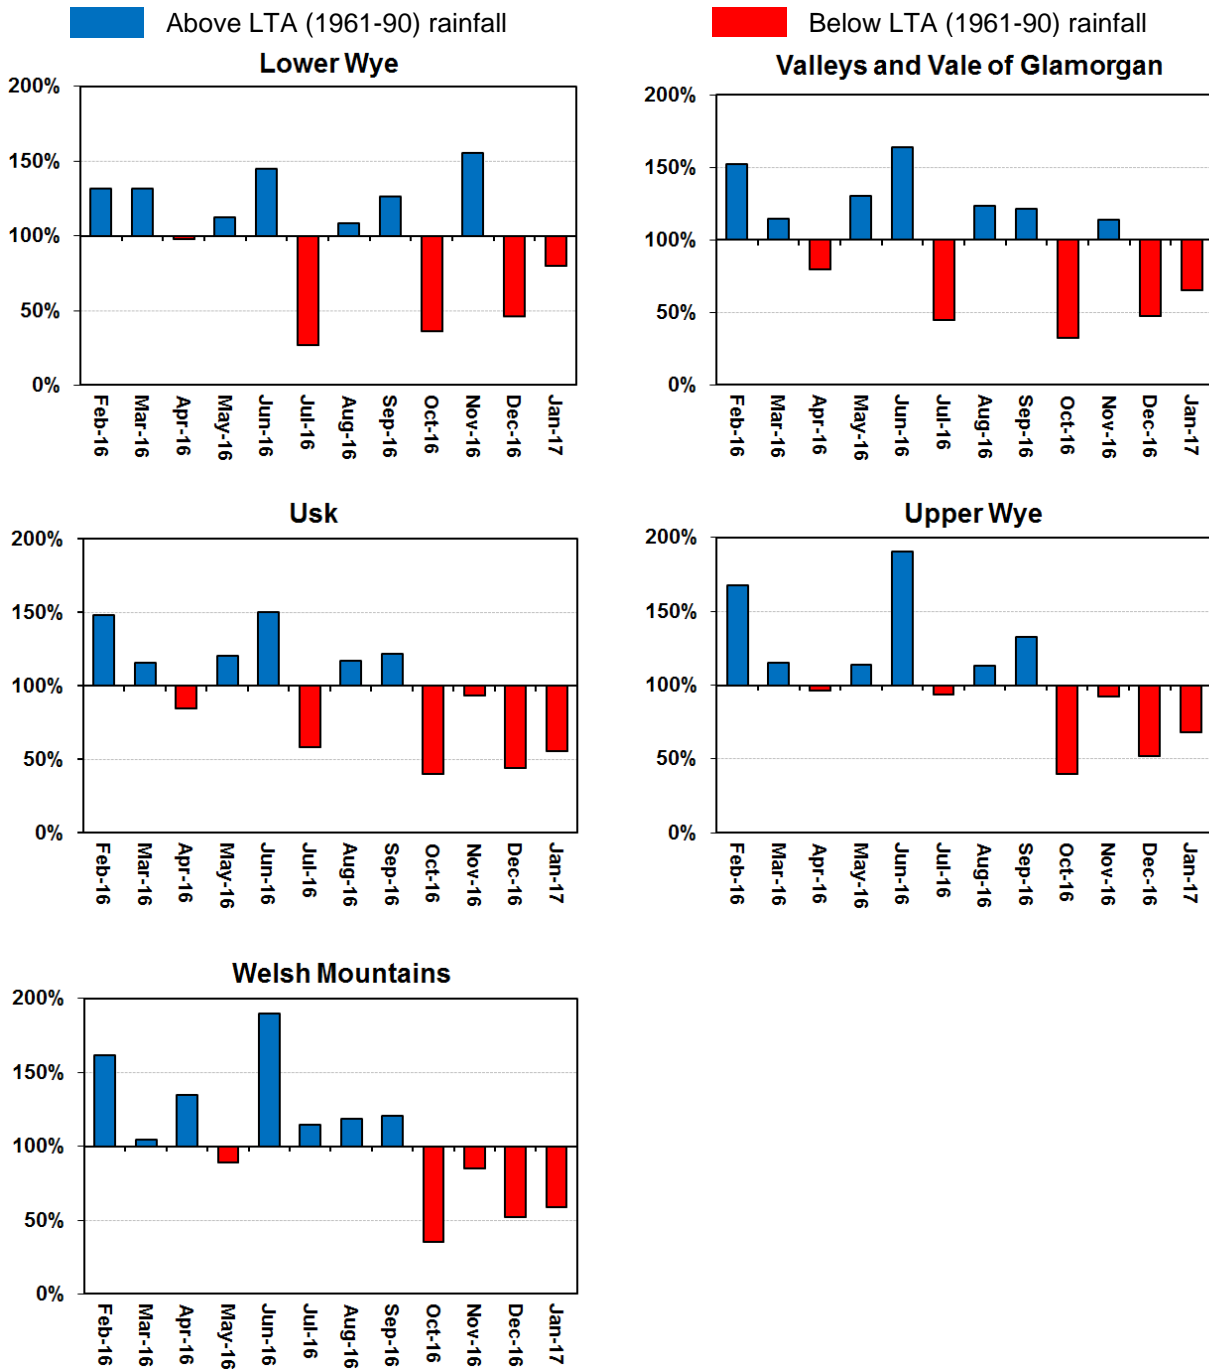 Above LTA (1961-90) rainfall
Below LTA (1961-90) rainfall
Lower Wye
200%
150%
100%
50%
0%
Feb-16
Mar-16
Apr-16
May-16
Jun-16
Jul-16
Aug-16
Sep-16
Oct-16
Nov-16
Dec-16
Jan-17
Valleys and Vale of Glamorgan
200%
150%
100%
50%
0%
Feb-16
Mar-16
Apr-16
May-16
Jun-16
Jul-16
Aug-16
Sep-16
Oct-16
Nov-16
Dec-16
Jan-17
Usk
200%
150%
100%
50%
0%
Feb-16
Mar-16
Apr-16
May-16
Jun-16
Jul-16
Aug-16
Sep-16
Oct-16
Nov-16
Dec-16
Jan-17
Upper Wye
200%
150%
100%
50%
0%
Feb-16
Mar-16
Apr-16
May-16
Jun-16
Jul-16
Aug-16
Sep-16
Oct-16
Nov-16
Dec-16
Jan-17
Welsh Mountains
200%
150%
100%
50%
0%
Feb-16
Mar-16
Apr-16
May-16
Jun-16
Jul-16
Aug-16
Sep-16
Oct-16
Nov-16
Dec-16
Jan-17